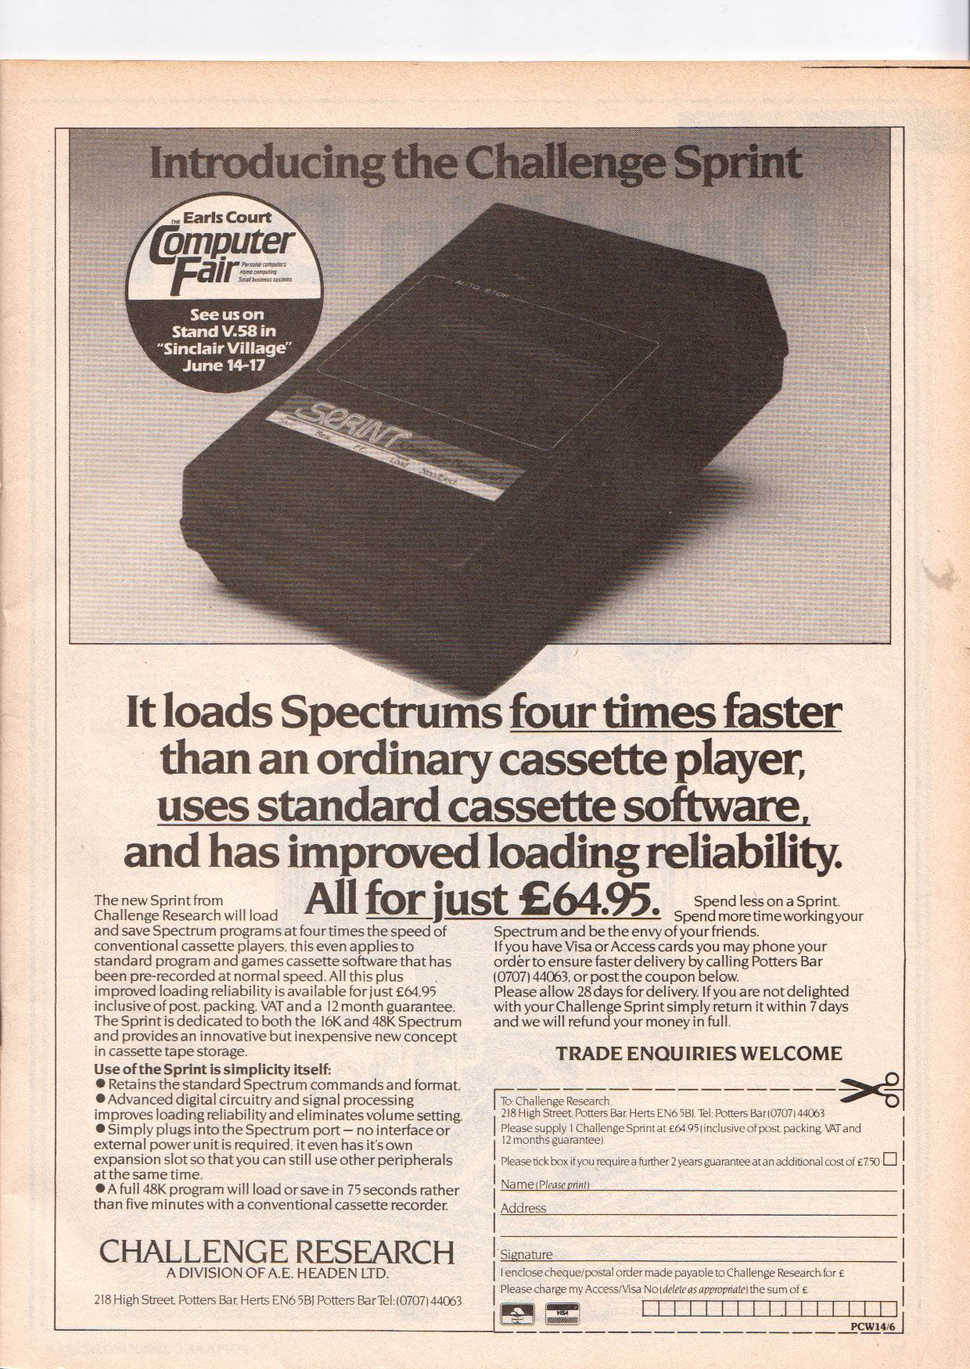 Introducing the Challenge Sprint
THE Earls Court
Computer
Fair
Personal computers
Home computing
Small business systems
See us on
Stand V.58 in
"Sinclair Village"
June 14-17
AUTO STOP
SPRINT
Load
It loads Spectrums four times faster
than an ordinary cassette player,
uses standard cassette software,
and has improved loading reliability.
All for just £64.95.
The new Sprint from
Challenge Research will load
and save Spectrum programs at four times the speed of
conventional cassette players, this even applies to
standard program and games cassette software that has
been pre-recorded at normal speed. All this plus
improved loading reliability is available for just £64.95
inclusive of post, packing, VAT and a 12 month guarantee.
The Sprint is dedicated to both the 16K and 48K Spectrum
and provides an innovative but inexpensive new concept
in cassette tape storage.
Use of the Sprint is simplicity itself:
● Retains the standard Spectrum commands and format.
● Advanced digital circuitry and signal processing
improves loading reliability and eliminates volume setting.
● Simply plugs into the Spectrum port – no interface or
external power unit is required, it even has it's own
expansion slot so that you can still use other peripherals
at the same time.
● A full 48K program will load or save in 75 seconds rather
than five minutes with a conventional cassette recorder.
CHALLENGE RESEARCH
A DIVISION OF A.E. HEADEN LTD.
218 High Street, Potters Bar, Herts EN6 5BJ Potters Bar Tel: (0707) 44063
Spend less on a Sprint.
Spend more time working your
Spectrum and be the envy of your friends.
If you have Visa or Access cards you may phone your
order to ensure faster delivery by calling Potters Bar
(0707) 44063, or post the coupon below.
Please allow 28 days for delivery. If you are not delighted
with your Challenge Sprint simply return it within 7 days
and we will refund your money in full.
TRADE ENQUIRIES WELCOME
To: Challenge Research
218 High Street, Potters Bar, Herts EN6 5BJ. Tel: Potters Bar (0707) 44063
Please supply 1 Challenge Sprint at £64.95 (inclusive of post, packing, VAT and
12 months guarantee)
Please tick box if you require a further 2 years guarantee at an additional cost of £7.50
Name (Please print)
Address
Signature
I enclose cheque/postal order made payable to Challenge Research for £
Please charge my Access/Visa No (delete as appropriate) the sum of £
VISA
PCW14/6